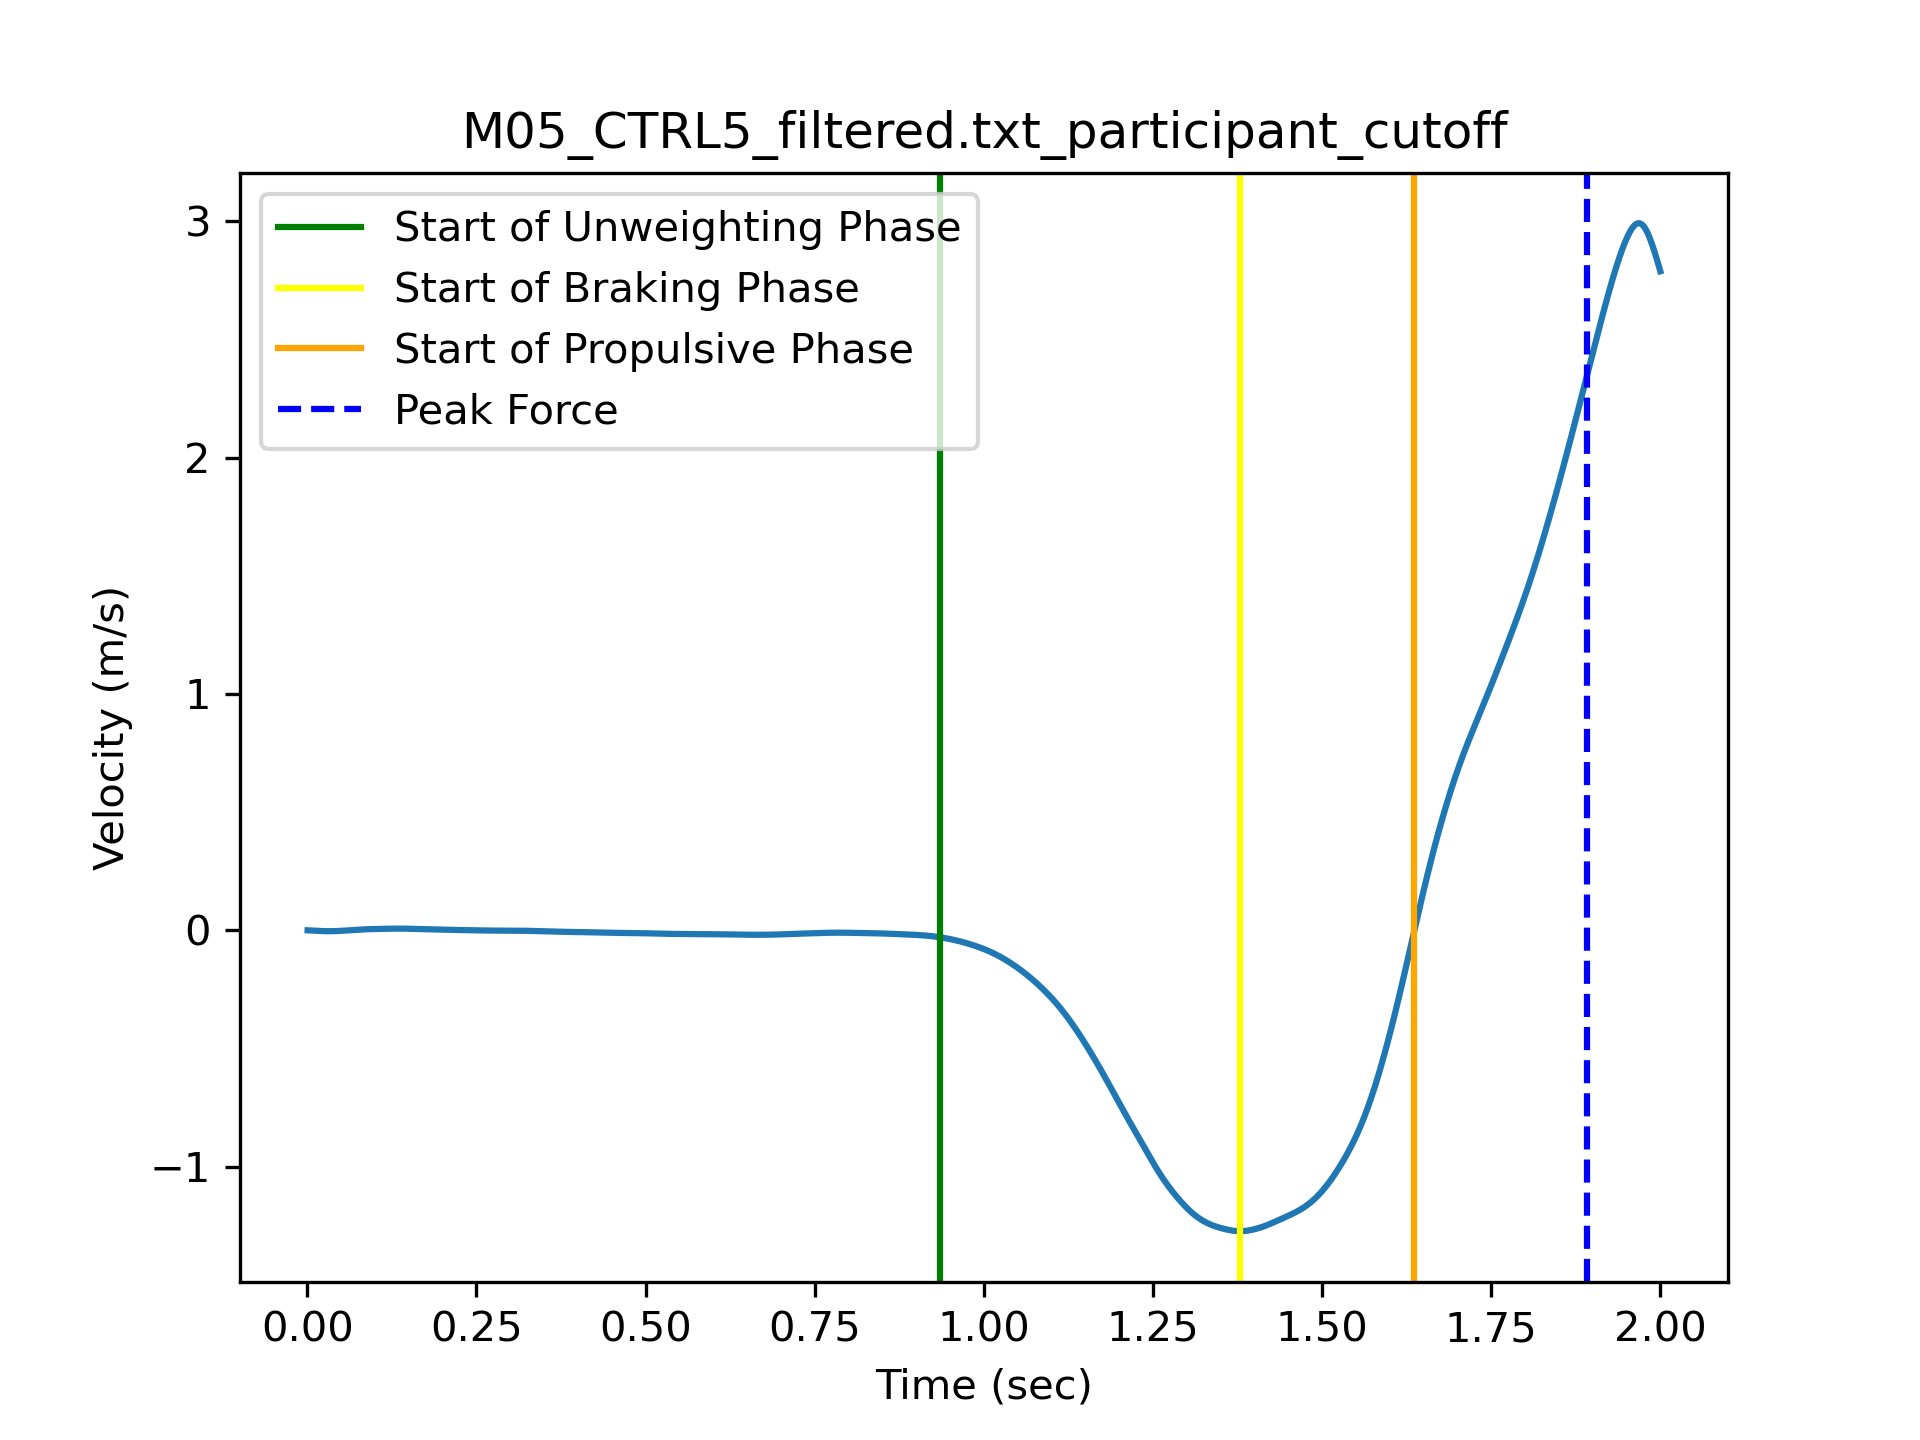 M05_CTRL5_filtered.txt_participant_cutoff
Start of Unweighting Phase
Start of Braking Phase
Start of Propulsive Phase
Peak Force
Velocity (m/s)
3
2
1
0
−1
0.00 0.25 0.50 0.75 1.00 1.25 1.50 1.75 2.00
Time (sec)